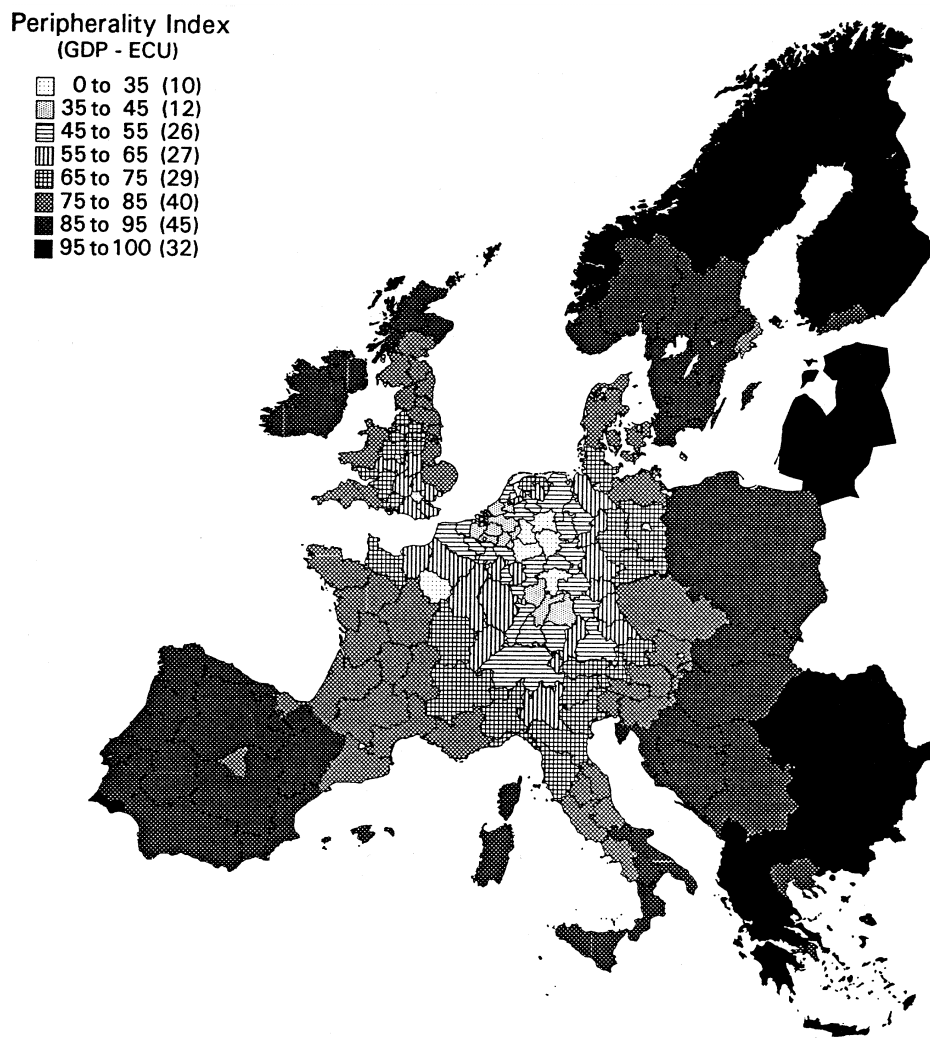 Peripherality Index
(GDP - ECU)
0 to 35 (10)
35 to 45 (12)
45 to 55 (26)
55 to 65 (27)
65 to 75 (29)
75 to 85 (40)
85 to 95 (45)
95 to 100 (32)